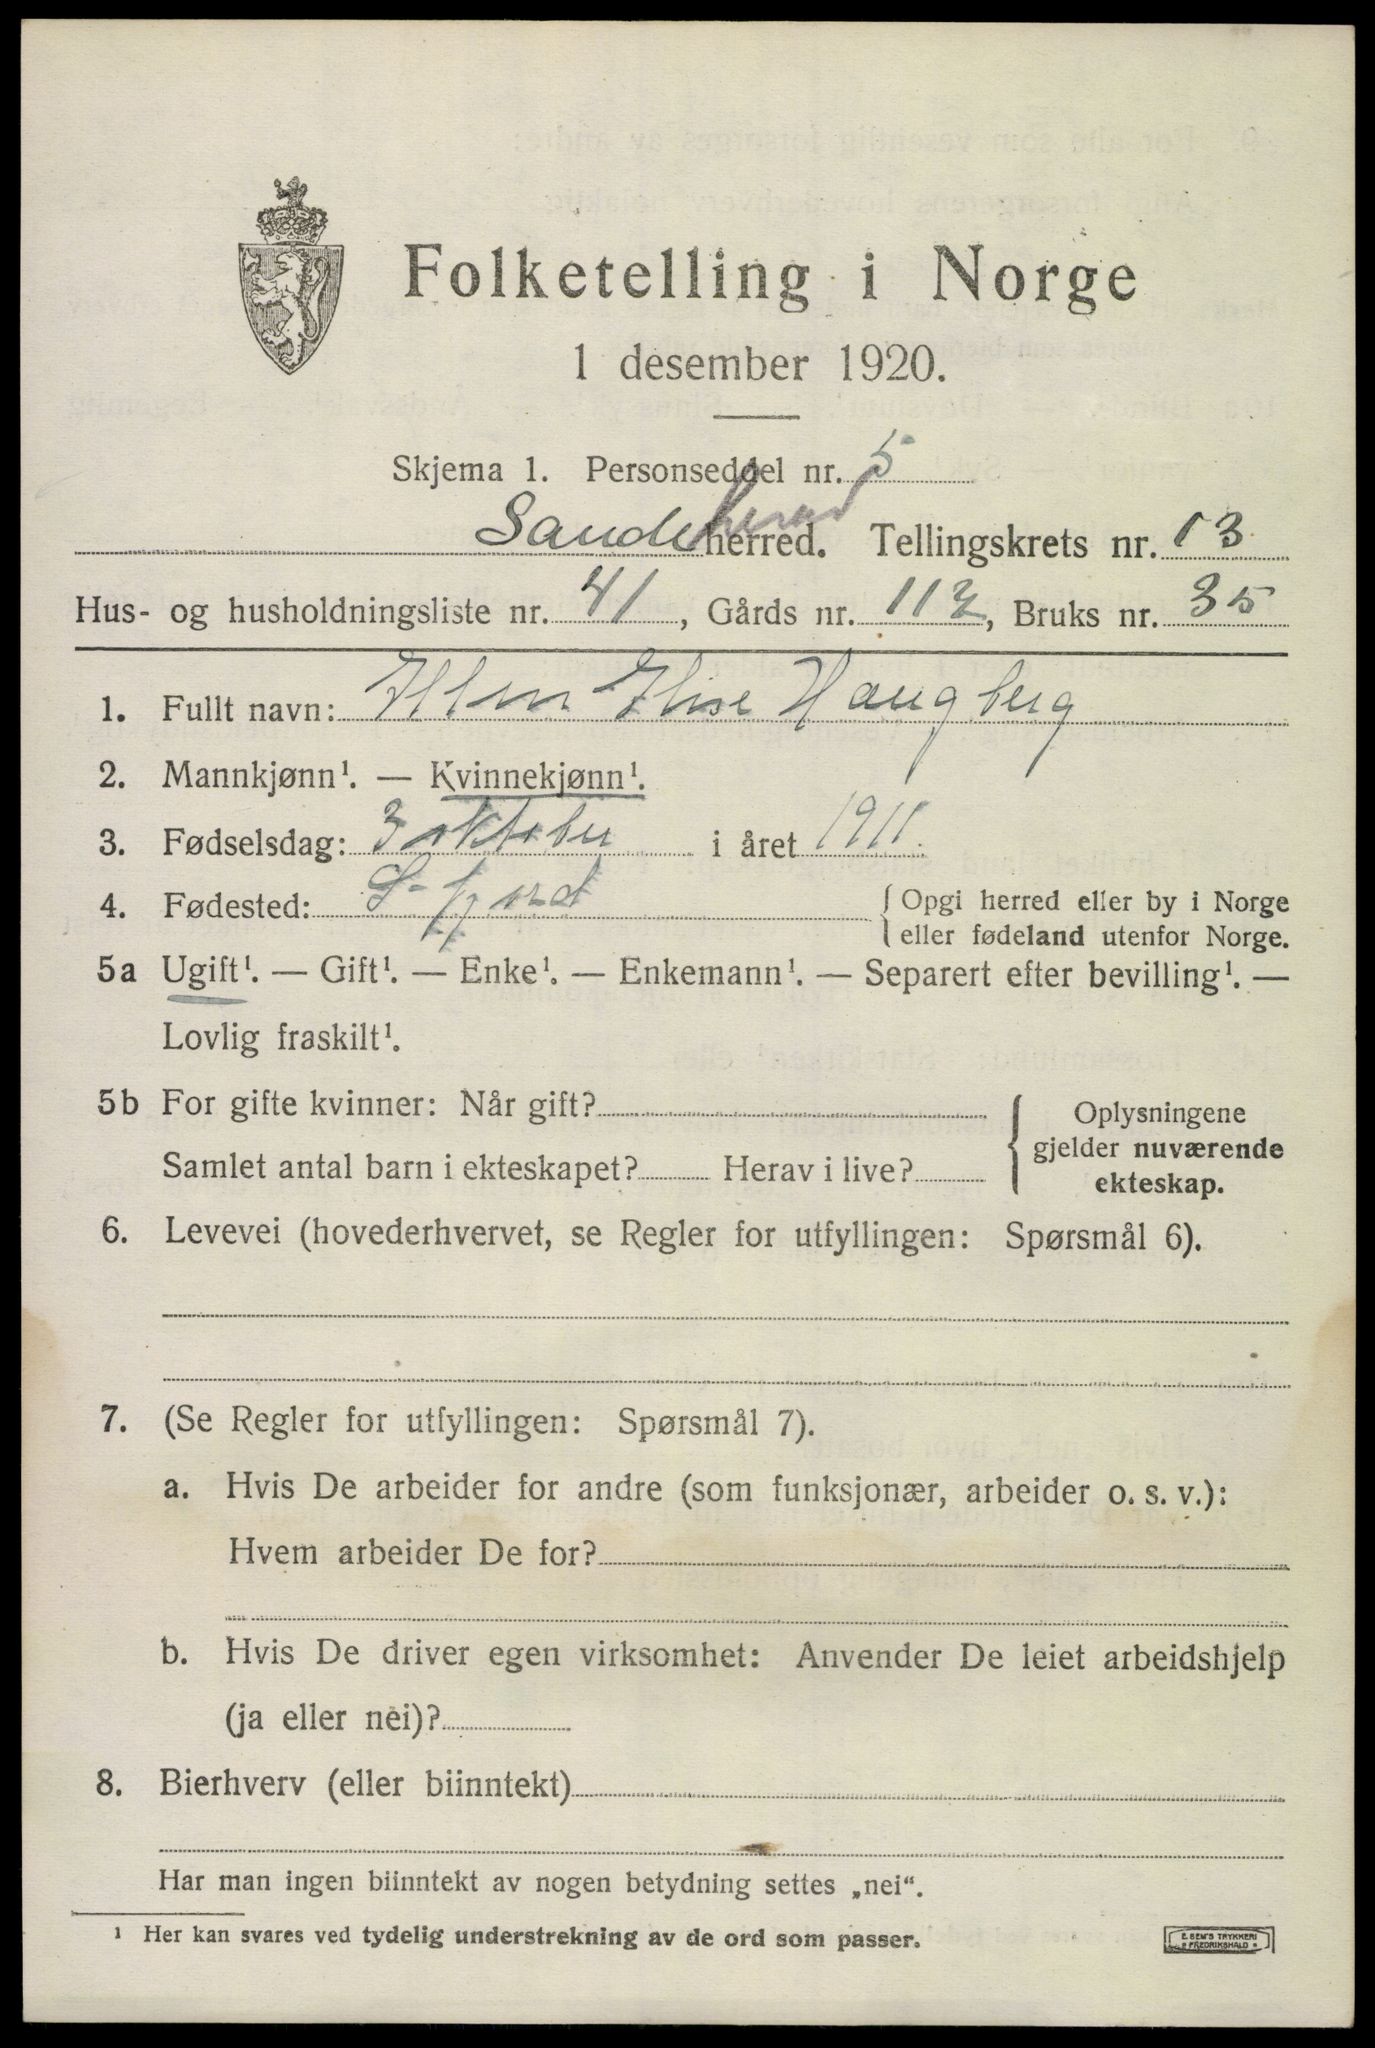 Folketelling i Norge
1 desember 1920.
Skjema 1. Personseddel nr. 5
Sandeherred. Tellingskrets nr. 13
herad
Hus- og husholdningsliste nr. 41, Gårds nr. 112, Bruks nr. 35
1. Fullt navn: Ellen Elise Haugberg
2. Mannkjønn¹. — Kvinnekjønn¹.
3. Fødselsdag: 3 oktober i året 1911
4. Fødested: S-fjord { Opgi herred eller by i Norge
eller fødeland utenfor Norge.
5a Ugift¹. — Gift¹. — Enke¹. — Enkemann¹. — Separert efter bevilling¹. —
Lovlig fraskilt¹.
5b For gifte kvinner: Når gift? { Oplysningene
gjelder nuværende
Samlet antal barn i ekteskapet? Herav i live?
ekteskap.
6. Levevei (hovederhvervet, se Regler for utfyllingen: Spørsmål 6).
7. (Se Regler for utfyllingen: Spørsmål 7).
a. Hvis De arbeider for andre (som funksjonær, arbeider o. s. v.):
Hvem arbeider De for?
b. Hvis De driver egen virksomhet: Anvender De leiet arbeidshjelp
(ja eller nei)?
8. Bierhverv (eller biinntekt)
Har man ingen biinntekt av nogen betydning settes „nei“.
¹ Her kan svares ved tydelig understrekning av de ord som passer.
E. SEM'S TRYKKERI
FREDRIKSHALD